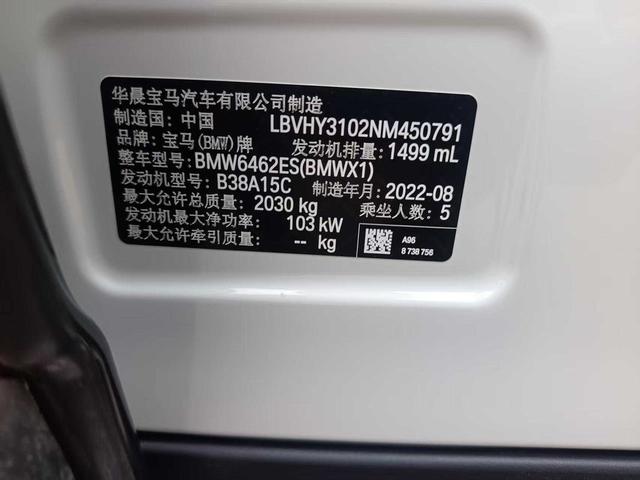 华晨宝马汽车有限公司制造
制造国：中国 LBVHY3102NM450791
品牌：宝马(BMW)牌 发动机排量：1499 mL
整车型号：BMW6462ES(BMWX1)
发动机型号：B38A15C 制造年月：2022-08
最大允许总质量：2030 kg 乘坐人数：5
发动机最大净功率：103 kW
最大允许牵引质量：-- kg
A96
8 738 756